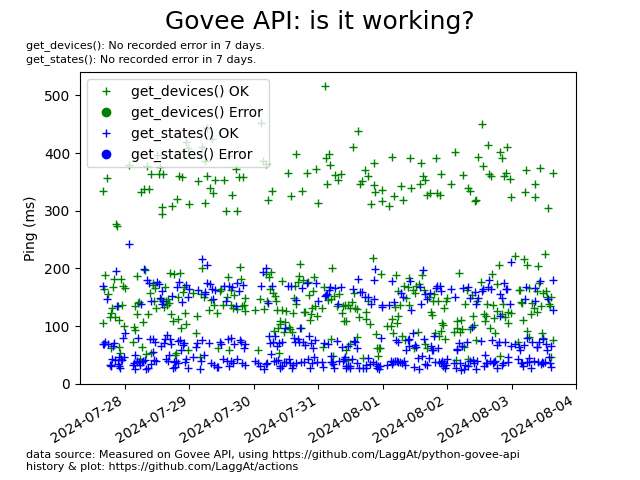 Govee API: is it working?
get_devices(): No recorded error in 7 days.
get_states(): No recorded error in 7 days.
get_devices() OK
get_devices() Error
get_states() OK
get_states() Error
Ping (ms)
500
400
300
200
100
0
2024-07-28
2024-07-29
2024-07-30
2024-07-31
2024-08-01
2024-08-02
2024-08-03
2024-08-04
data source: Measured on Govee API, using https://github.com/LaggAt/python-govee-api
history & plot: https://github.com/LaggAt/actions